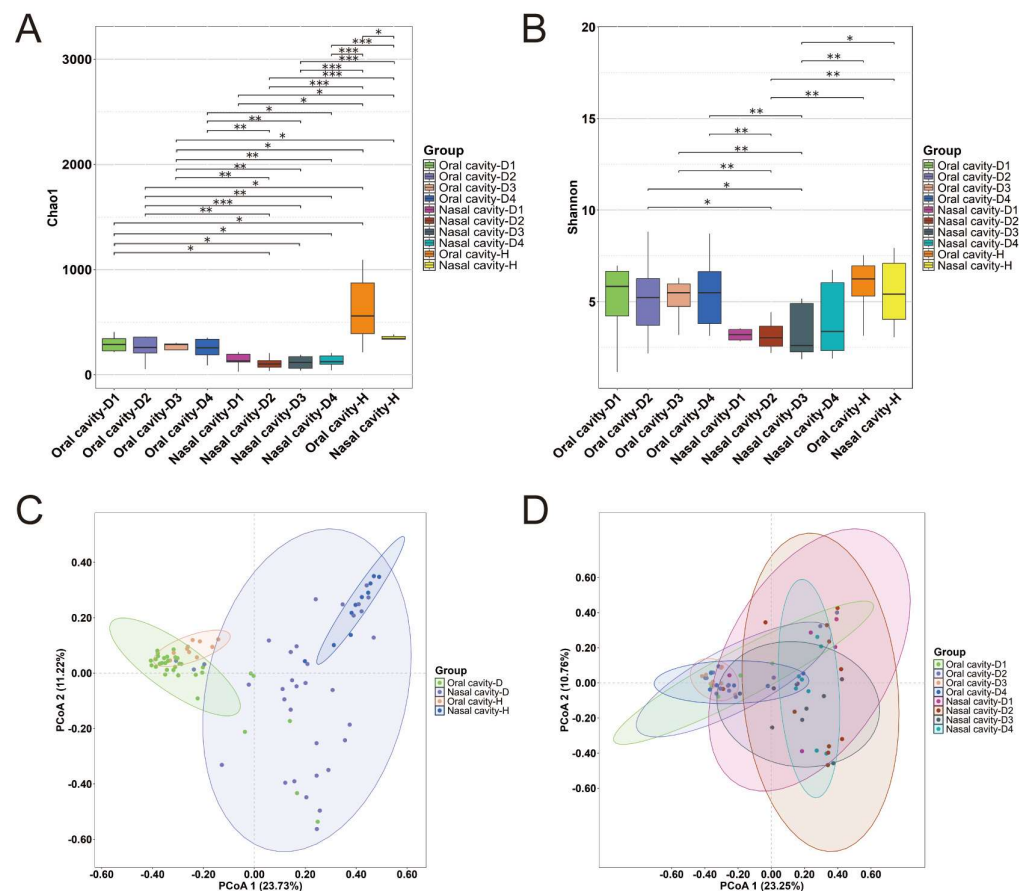 A
Chao1
3000
2000
1000
0
*
***
***
***
***
***
***
*
*
*
**
**
*
*
**
**
**
*
**
***
**
*
*
*
*
Oral cavity-D1
Oral cavity-D2
Oral cavity-D3
Oral cavity-D4
Nasal cavity-D1
Nasal cavity-D2
Nasal cavity-D3
Nasal cavity-D4
Oral cavity-H
Nasal cavity-H
Group
Oral cavity-D1
Oral cavity-D2
Oral cavity-D3
Oral cavity-D4
Nasal cavity-D1
Nasal cavity-D2
Nasal cavity-D3
Nasal cavity-D4
Oral cavity-H
Nasal cavity-H
B
Shannon
20
15
10
5
*
**
**
**
**
**
**
**
*
*
Oral cavity-D1
Oral cavity-D2
Oral cavity-D3
Oral cavity-D4
Nasal cavity-D1
Nasal cavity-D2
Nasal cavity-D3
Nasal cavity-D4
Oral cavity-H
Nasal cavity-H
Group
Oral cavity-D1
Oral cavity-D2
Oral cavity-D3
Oral cavity-D4
Nasal cavity-D1
Nasal cavity-D2
Nasal cavity-D3
Nasal cavity-D4
Oral cavity-H
Nasal cavity-H
C
PCoA 2 (11.22%)
0.40
0.20
0.00
-0.20
-0.40
-0.60
-0.60
-0.40
-0.20
0.00
0.20
0.40
0.60
PCoA 1 (23.73%)
Group
Oral cavity-D
Nasal cavity-D
Oral cavity-H
Nasal cavity-H
D
PCoA 2 (10.76%)
0.60
0.40
0.20
0.00
-0.20
-0.40
-0.60
-0.60
-0.40
-0.20
0.00
0.20
0.40
0.60
PCoA 1 (23.25%)
Group
Oral cavity-D1
Oral cavity-D2
Oral cavity-D3
Oral cavity-D4
Nasal cavity-D1
Nasal cavity-D2
Nasal cavity-D3
Nasal cavity-D4